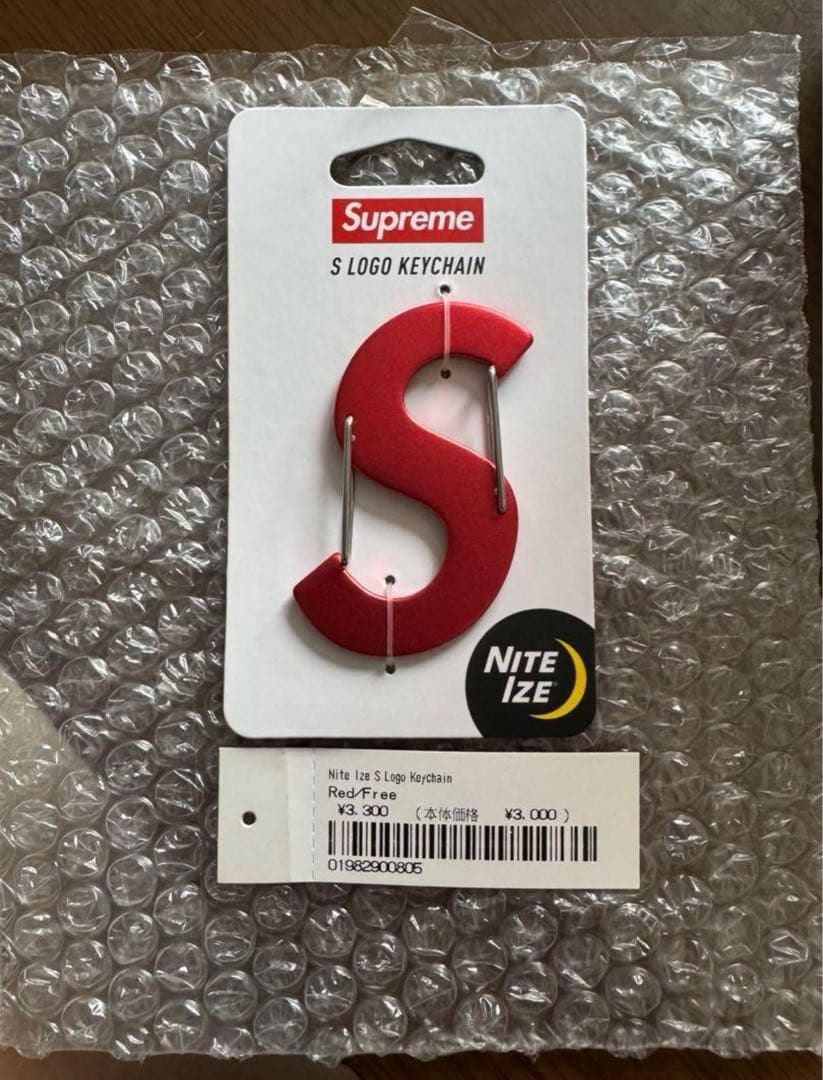 Supreme
S LOGO KEYCHAIN
NITE
IZE
Nite Ize S Logo Keychain
Red/Free
¥3.300 (本体価格 ¥3.000 )
01982900805